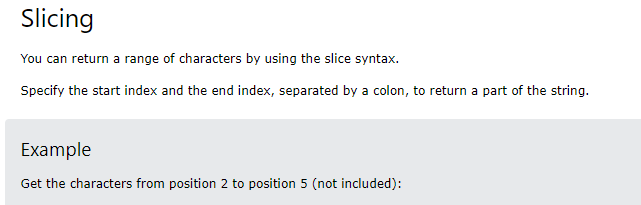 Slicing
You can return a range of characters by using the slice syntax.
Specify the start index and the end index, separated by a colon, to return a part of the string.
Example
Get the characters from position 2 to position 5 (not included):